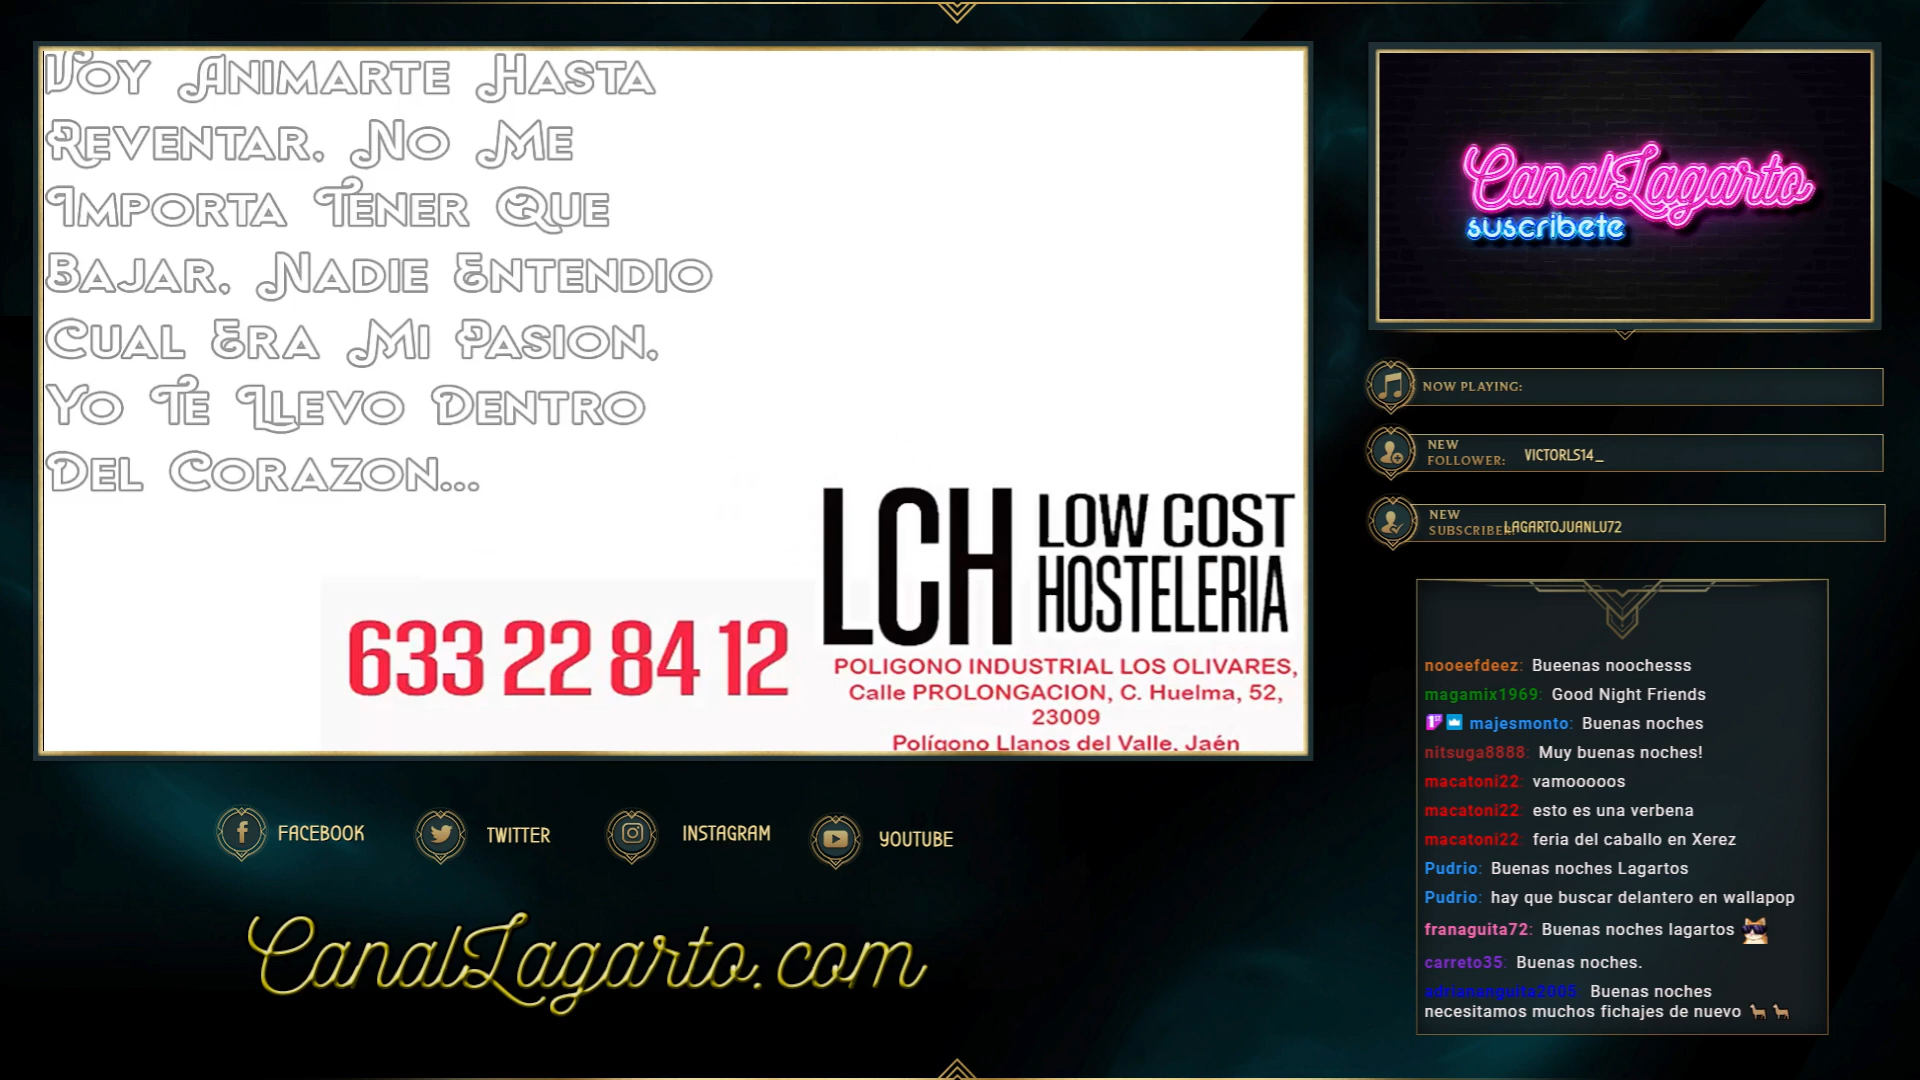 Voy Animarte Hasta
Reventar. No Me
Importa Tener Que
Bajar. Nadie Entendio
Cual Era Mi Pasion.
Yo Te Llevo Dentro
Del Corazon...
633 22 84 12
LCH
LOW COST
HOSTELERIA
POLIGONO INDUSTRIAL LOS OLIVARES,
Calle PROLONGACION, C. Huelma, 52,
23009
Polígono Llanos del Valle, Jaén
CanalLagarto
suscribete
NOW PLAYING:
NEW
FOLLOWER: VICTORLS14_
NEW
SUBSCRIBER: LAGARTOJUANLU72
nooeefdeez: Bueenas noochesss
magamix1969: Good Night Friends
majesmonto: Buenas noches
nitsuga8888: Muy buenas noches!
macatoni22: vamooooos
macatoni22: esto es una verbena
macatoni22: feria del caballo en Xerez
Pudrio: Buenas noches Lagartos
Pudrio: hay que buscar delantero en wallapop
franaguita72: Buenas noches lagartos
carreto35: Buenas noches.
adriananguita2005: Buenas noches
necesitamos muchos fichajes de nuevo
FACEBOOK
TWITTER
INSTAGRAM
YOUTUBE
CanalLagarto.com